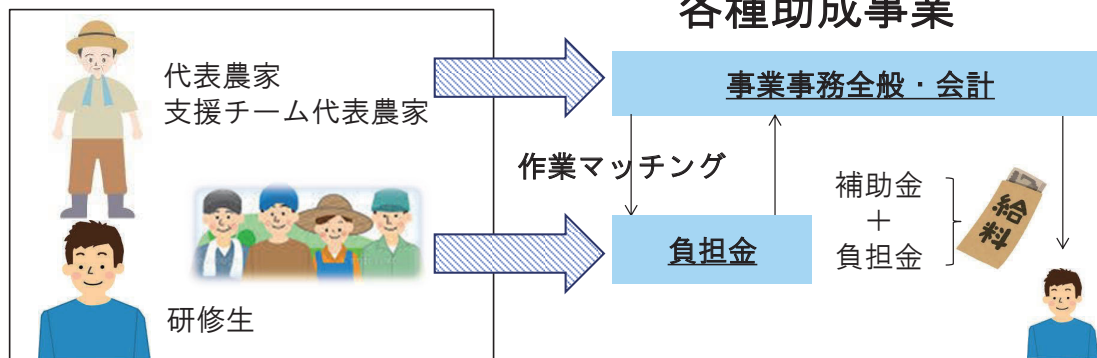 各種助成事業
代表農家
支援チーム代表農家
事業事務全般・会計
作業マッチング
補助金
＋
負担金
給料
負担金
研修生